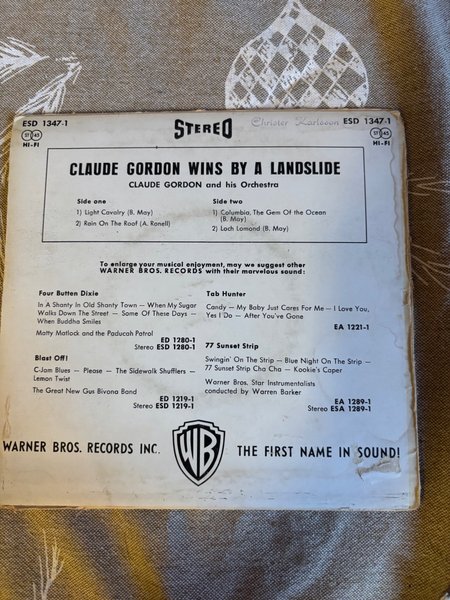 ESD 1347-1
STEREO
Christer Karlsson
ESD 1347-1
ST 45
HI-FI
ST 45
HI-FI
CLAUDE GORDON WINS BY A LANDSLIDE
CLAUDE GORDON and his Orchestra
Side one
1) Light Cavalry (B. May)
2) Rain On The Roof (A. Ronell)
Side two
1) Columbia, The Gem Of the Ocean
(B. May)
2) Loch Lomond (B. May)
To enlarge your musical enjoyment, may we suggest other
WARNER BROS. RECORDS with their marvelous sound:
Four Butten Dixie
In A Shanty In Old Shanty Town — When My Sugar
Walks Down The Street — Some Of These Days —
When Buddha Smiles
Matty Matlock and the Paducah Patrol
ED 1280-1
Stereo ESD 1280-1
Blast Off!
C-Jam Blues — Please — The Sidewalk Shufflers —
Lemon Twist
The Great New Gus Bivona Band
ED 1219-1
Stereo ESD 1219-1
Tab Hunter
Candy — My Baby Just Cares For Me — I Love You,
Yes I Do — After You've Gone
EA 1221-1
77 Sunset Strip
Swingin' On The Strip — Blue Night On The Strip —
77 Sunset Strip Cha Cha — Kookie's Caper
Warner Bros. Star Instrumentalists
conducted by Warren Barker
EA 1289-1
Stereo ESA 1289-1
WARNER BROS. RECORDS INC.
WB
THE FIRST NAME IN SOUND!